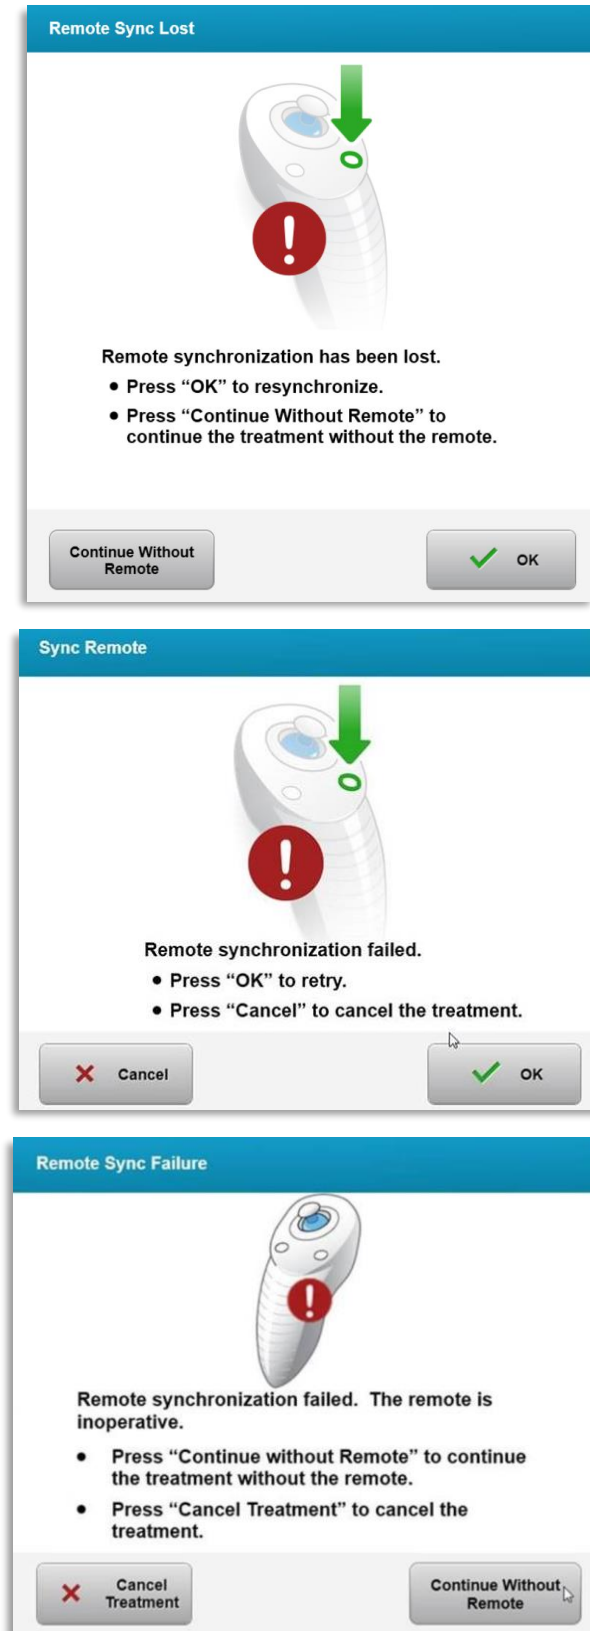 Remote Sync Lost
Remote synchronization has been lost.
● Press “OK” to resynchronize.
● Press “Continue Without Remote” to
continue the treatment without the remote.
Continue Without
Remote
OK
Sync Remote
Remote synchronization failed.
● Press “OK” to retry.
● Press “Cancel” to cancel the treatment.
Cancel
OK
Remote Sync Failure
Remote synchronization failed.  The remote is
inoperative.
● Press “Continue without Remote” to continue
the treatment without the remote.
● Press “Cancel Treatment” to cancel the
treatment.
Cancel
Treatment
Continue Without
Remote